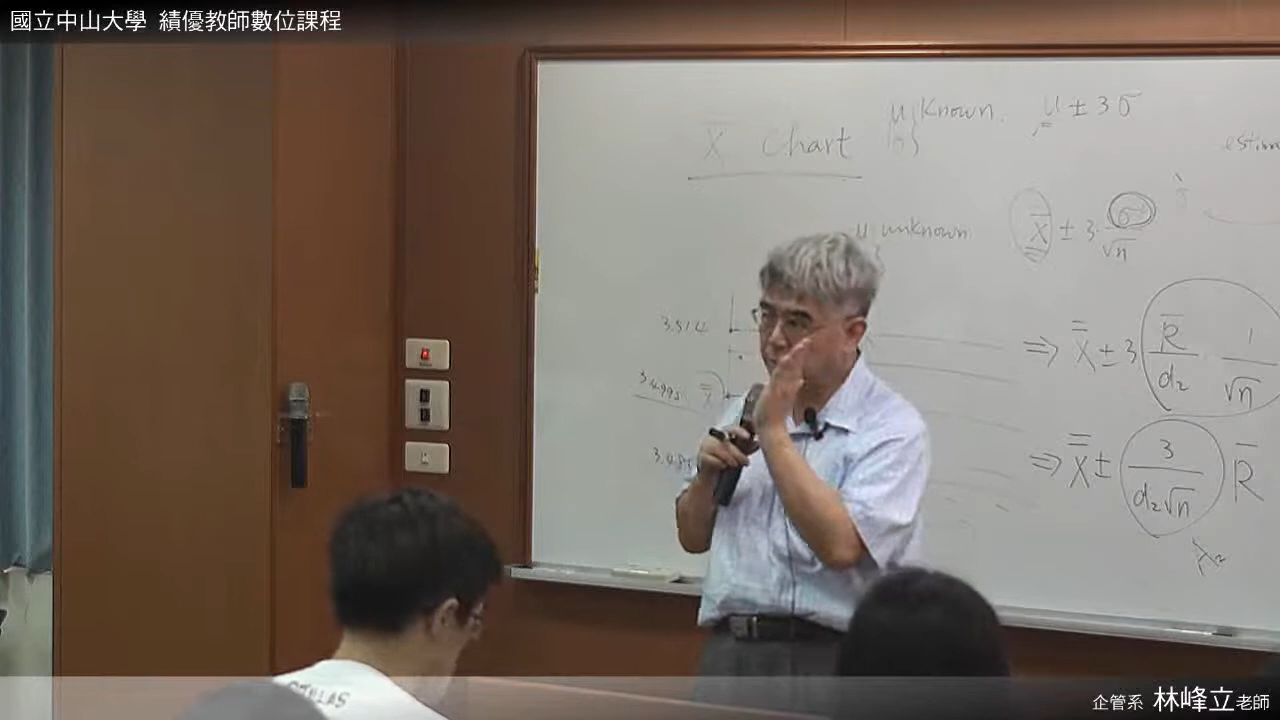 國立中山大學 績優教師數位課程
X̄ Chart
μ known. μ ± 3σ
μ unknown X̿ ± 3·σ/√n
3.514
⇒ X̿ ± 3 R̄/d₂ · 1/√n
3.4995 X̿
⇒ X̿ ± 3/(d₂√n) R̄
A₂
企管系 林峰立老師